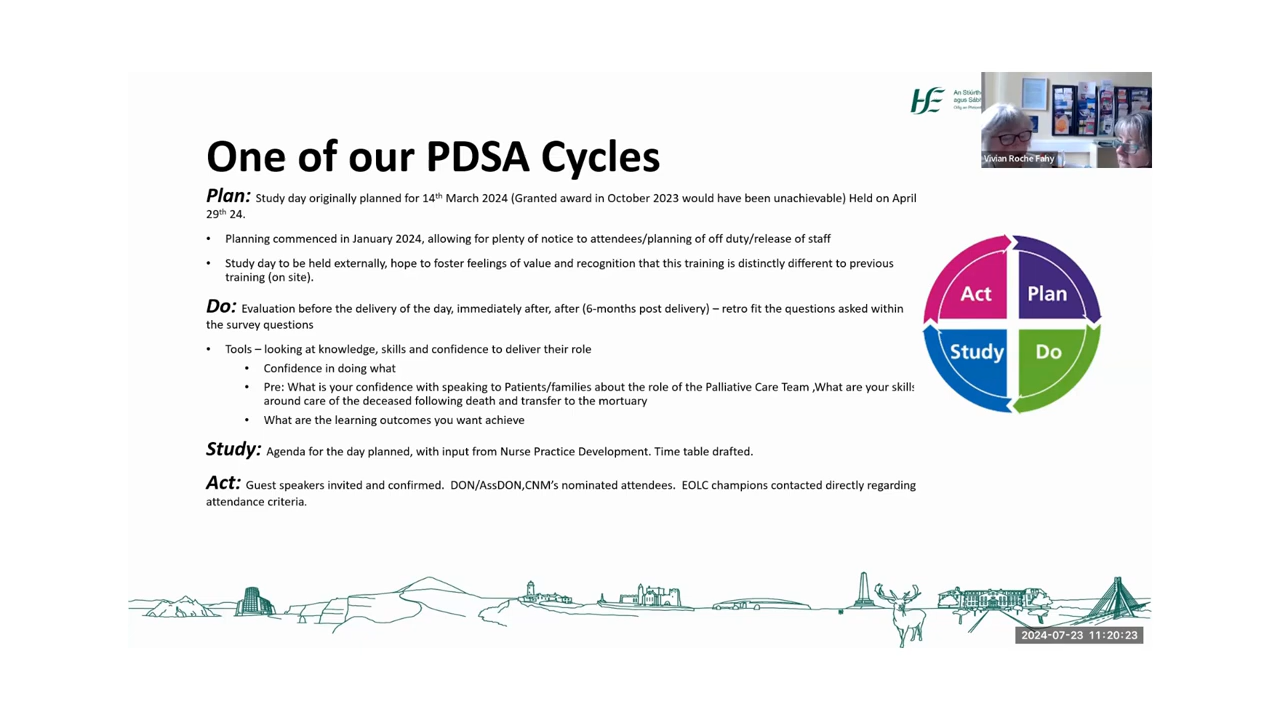 An Stiúrth
agus Sábh
Vivian Roche Fahy
One of our PDSA Cycles
Plan: Study day originally planned for 14th March 2024 (Granted award in October 2023 would have been unachievable) Held on April
29th 24.
• Planning commenced in January 2024, allowing for plenty of notice to attendees/planning of off duty/release of staff
• Study day to be held externally, hope to foster feelings of value and recognition that this training is distinctly different to previous
training (on site).
Do: Evaluation before the delivery of the day, immediately after, after (6-months post delivery) – retro fit the questions asked within
the survey questions
• Tools – looking at knowledge, skills and confidence to deliver their role
• Confidence in doing what
• Pre: What is your confidence with speaking to Patients/families about the role of the Palliative Care Team ,What are your skills
around care of the deceased following death and transfer to the mortuary
• What are the learning outcomes you want achieve
Study: Agenda for the day planned, with input from Nurse Practice Development. Time table drafted.
Act: Guest speakers invited and confirmed. DON/AssDON,CNM's nominated attendees. EOLC champions contacted directly regarding
attendance criteria.
Act Plan
Study Do
2024-07-23 11:20:23